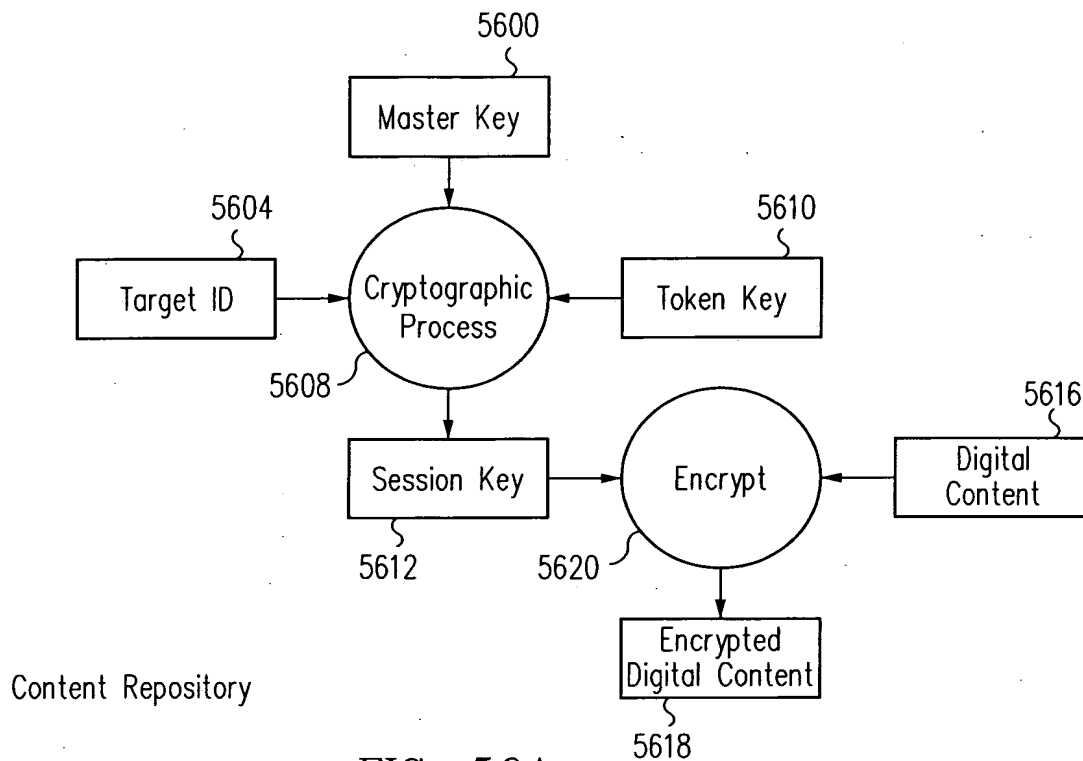 5600
Master Key
5604
5610
Target ID
Cryptographic
Process
Token Key
5608
5616
Session Key
Encrypt
Digital
Content
5612
5620
Encrypted
Digital Content
Content Repository
5618